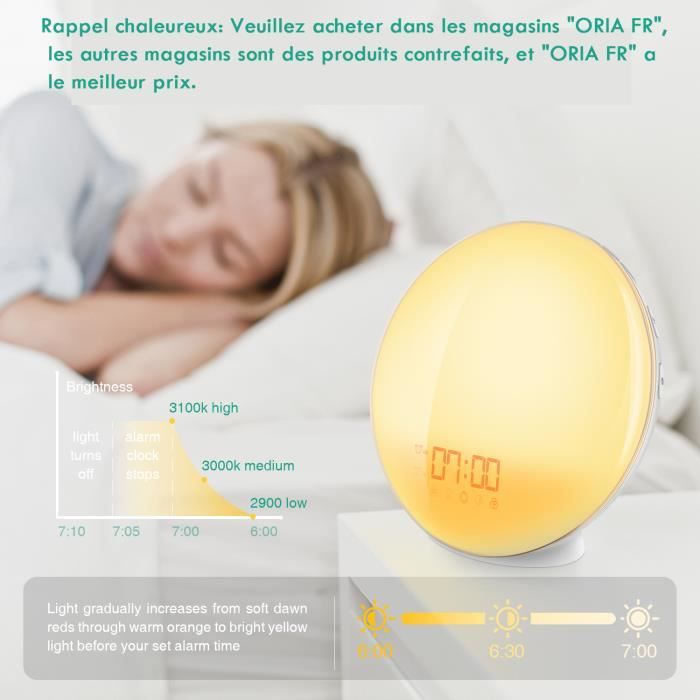 Rappel chaleureux: Veuillez acheter dans les magasins "ORIA FR",
les autres magasins sont des produits contrefaits, et "ORIA FR" a
le meilleur prix.
07:00
Brightness
3100k high
light
turns
off
alarm
clock
stops
3000k medium
2900 low
7:10 7:05 7:00 6:00
Light gradually increases from soft dawn
reds through warm orange to bright yellow
light before your set alarm time
6:00 6:30 7:00